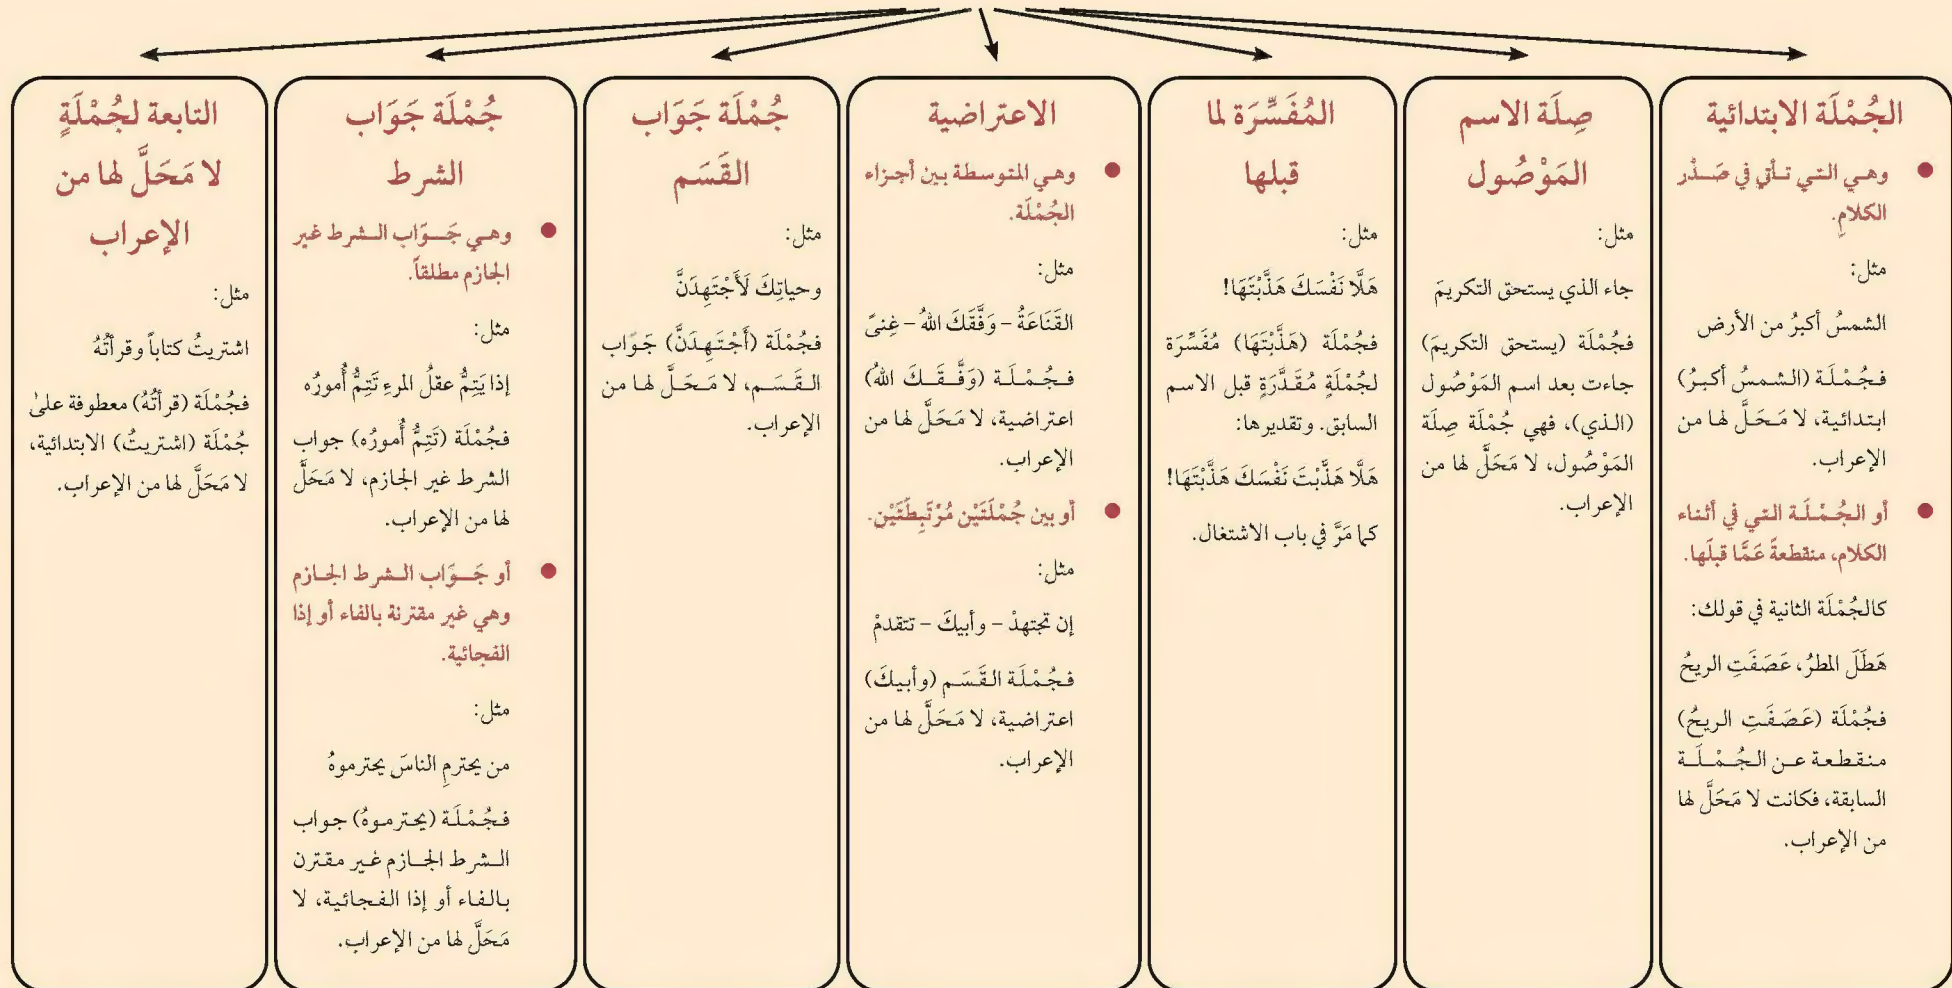 الجُمْلَة الابتدائية
● وهي التي تأتي في صَدْر
الكلامِ.
مثل:
الشمسُ أكبرُ من الأرض
فجُمْلَة (الشمسُ أكبرُ)
ابتدائية، لا مَحَلَّ لها من
الإعراب.
● أو الجُمْلَة التي في أثناء
الكلام، منقطعةً عَمَّا قبلَها.
كالجُمْلَة الثانية في قولك:
هَطَلَ المطرُ، عَصَفَتِ الريحُ
فجُمْلَة (عَصَفَتِ الريحُ)
منقطعة عن الجُمْلَة
السابقة، فكانت لا مَحَلَّ لها
من الإعراب.
صِلَة الاسم
المَوْصُول
مثل:
جاء الذي يستحق التكريمَ
فجُمْلَة (يستحق التكريمَ)
جاءت بعد اسم المَوْصُول
(الذي)، فهي جُمْلَة صِلَة
المَوْصُول، لا مَحَلَّ لها من
الإعراب.
المُفَسِّرَة لما
قبلها
مثل:
هَلَّا نَفْسَكَ هَذَّبْتَهَا!
فجُمْلَة (هَذَّبْتَهَا) مُفَسِّرَة
لجُمْلَةٍ مُقَدَّرَةٍ قبل الاسم
السابق. وتقديرها:
هَلَّا هَذَّبْتَ نَفْسَكَ هَذَّبْتَهَا!
كما مَرَّ في باب الاشتغال.
الاعتراضية
● وهي المتوسطة بين أجزاء
الجُمْلَة.
مثل:
القَنَاعَةُ – وَفَّقَكَ اللهُ – غِنىً
فجُمْلَة (وَفَّقَكَ اللهُ)
اعتراضية، لا مَحَلَّ لها من
الإعراب.
● أو بين جُمْلَتَيْن مُرْتَبِطَتَيْن.
مثل:
إن تجتهدْ – وأبيكَ – تتقدمْ
فجُمْلَة القَسَم (وأبيكَ)
اعتراضية، لا مَحَلَّ لها من
الإعراب.
جُمْلَة جَوَاب
القَسَم
مثل:
وحياتِكَ لَأَجْتَهِدَنَّ
فجُمْلَة (أَجْتَهِدَنَّ) جَوَاب
القَسَم، لا مَحَلَّ لها من
الإعراب.
جُمْلَة جَوَاب
الشرط
● وهي جَوَاب الشرط غير
الجازم مطلقاً.
مثل:
إذا يَتِمُّ عقلُ المرءِ تَتِمُّ أُمورُه
فجُمْلَة (تَتِمُّ أُمورُه) جواب
الشرط غير الجازم، لا مَحَلَّ
لها من الإعراب.
● أو جَوَاب الشرط الجازم
وهي غير مقترنة بالفاء أو إذا
الفجائية.
مثل:
من يحترمِ الناسَ يحترموهُ
فجُمْلَة (يحترموهُ) جواب
الشرط الجازم غير مقترن
بالفاء أو إذا الفجائية، لا
مَحَلَّ لها من الإعراب.
التابعة لجُمْلَةٍ
لا مَحَلَّ لها من
الإعراب
مثل:
اشتريتُ كتاباً وقرأتُهُ
فجُمْلَة (قرأتُهُ) معطوفة علىٰ
جُمْلَة (اشتريتُ) الابتدائية،
لا مَحَلَّ لها من الإعراب.